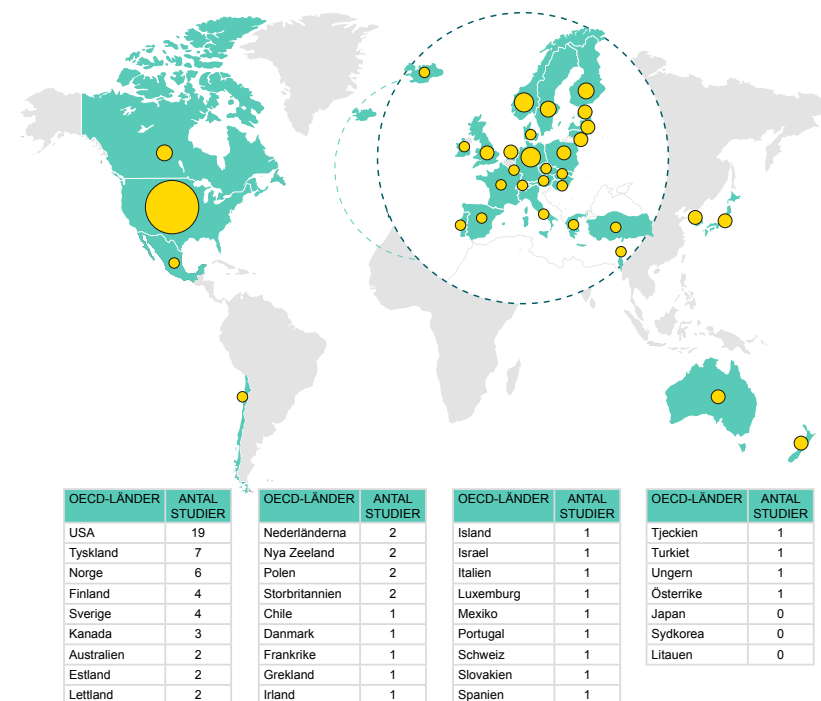 OECD-LÄNDER ANTAL STUDIER
USA 19
Tyskland 7
Norge 6
Finland 4
Sverige 4
Kanada 3
Australien 2
Estland 2
Lettland 2
OECD-LÄNDER ANTAL STUDIER
Nederländerna 2
Nya Zeeland 2
Polen 2
Storbritannien 2
Chile 1
Danmark 1
Frankrike 1
Grekland 1
Irland 1
OECD-LÄNDER ANTAL STUDIER
Island 1
Israel 1
Italien 1
Luxemburg 1
Mexiko 1
Portugal 1
Schweiz 1
Slovakien 1
Spanien 1
OECD-LÄNDER ANTAL STUDIER
Tjeckien 1
Turkiet 1
Ungern 1
Österrike 1
Japan 0
Sydkorea 0
Litauen 0